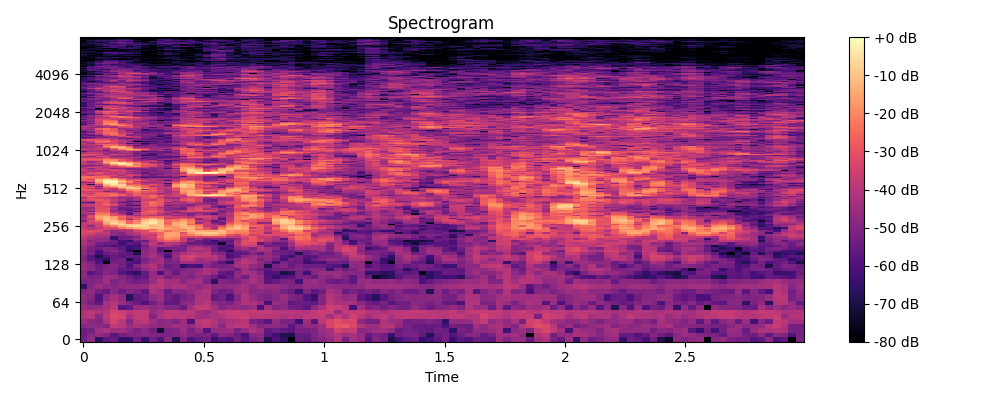 Spectrogram
+0 dB
4096
-10 dB
2048
-20 dB
1024
-30 dB
Hz
512
-40 dB
256
-50 dB
128
-60 dB
64
-70 dB
0
-80 dB
0 0.5 1 1.5 2 2.5
Time